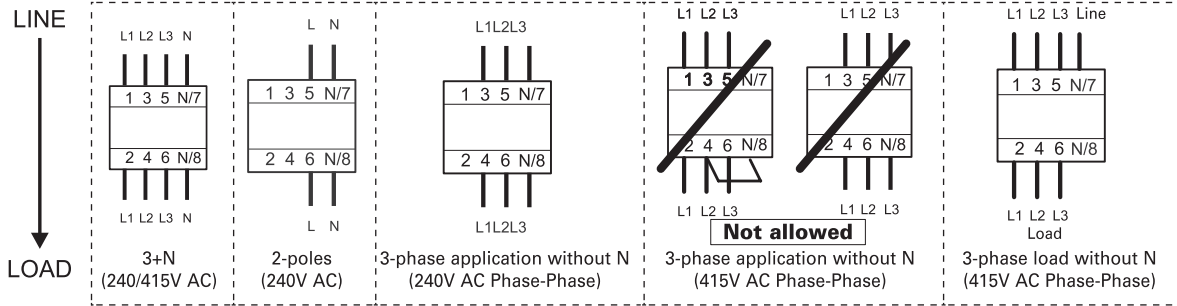 LINE
LOAD
L1 L2 L3 N
1 3 5 N/7
2 4 6 N/8
L1 L2 L3 N
3+N
(240/415V AC)
L N
1 3 5 N/7
2 4 6 N/8
L N
2-poles
(240V AC)
L1L2L3
1 3 5 N/7
2 4 6 N/8
L1L2L3
3-phase application without N
(240V AC Phase-Phase)
L1 L2 L3
1 3 5 N/7
2 4 6 N/8
L1 L2 L3
L1 L2 L3
1 3 5 N/7
2 4 6 N/8
L1 L2 L3
Not allowed
3-phase application without N
(415V AC Phase-Phase)
L1 L2 L3 Line
1 3 5 N/7
2 4 6 N/8
L1 L2 L3
Load
3-phase load without N
(415V AC Phase-Phase)